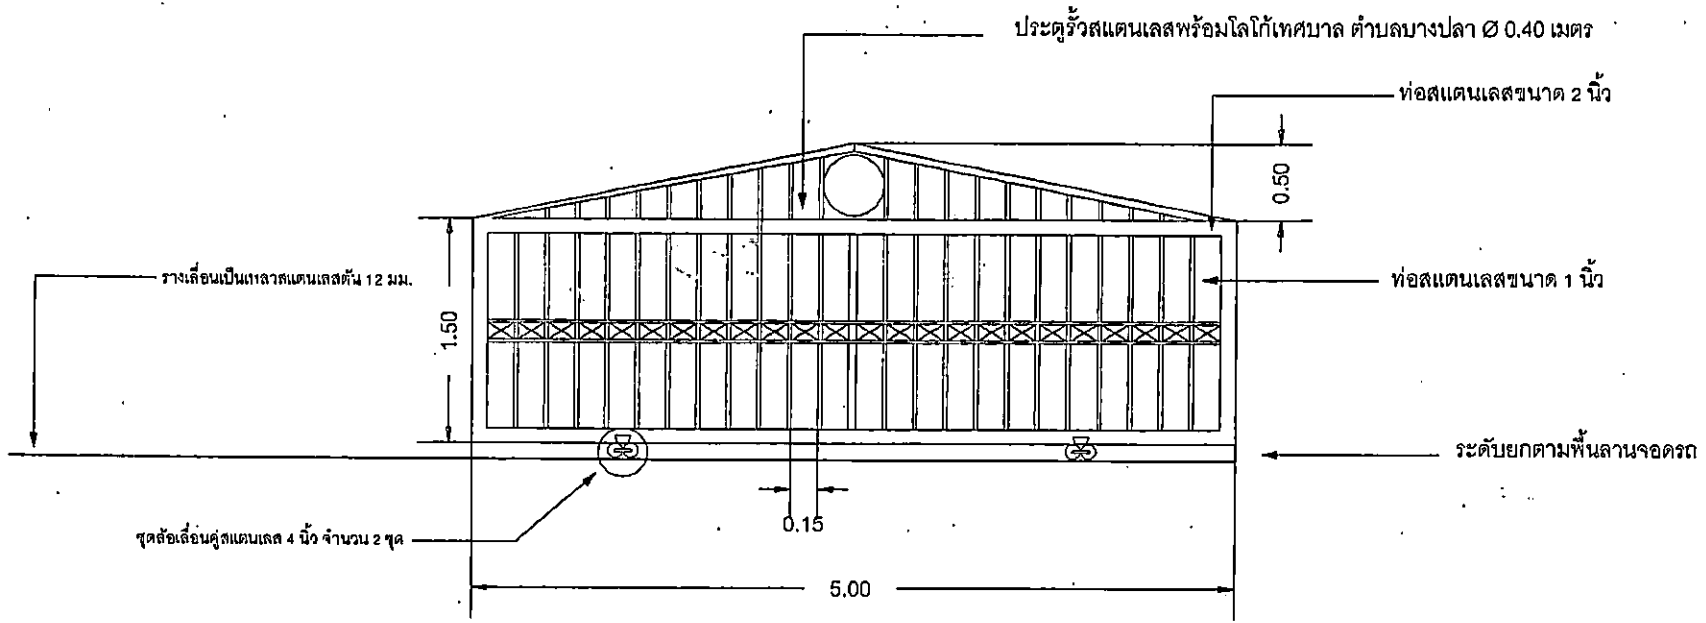 ประตูรั้วสแตนเลสพร้อมโลโก้เทศบาล ตำบลบางปลา Ø 0.40 เมตร
ท่อสแตนเลสขนาด 2 นิ้ว
0.50
ท่อสแตนเลสขนาด 1 นิ้ว
รางเลื่อนเป็นเพลาสแตนเลสตัน 12 มม.
1.50
ระดับยกตามพื้นลานจอดรถ
0.15
ชุดล้อเลื่อนคู่สแตนเลส 4 นิ้ว จำนวน 2 ชุด
5.00